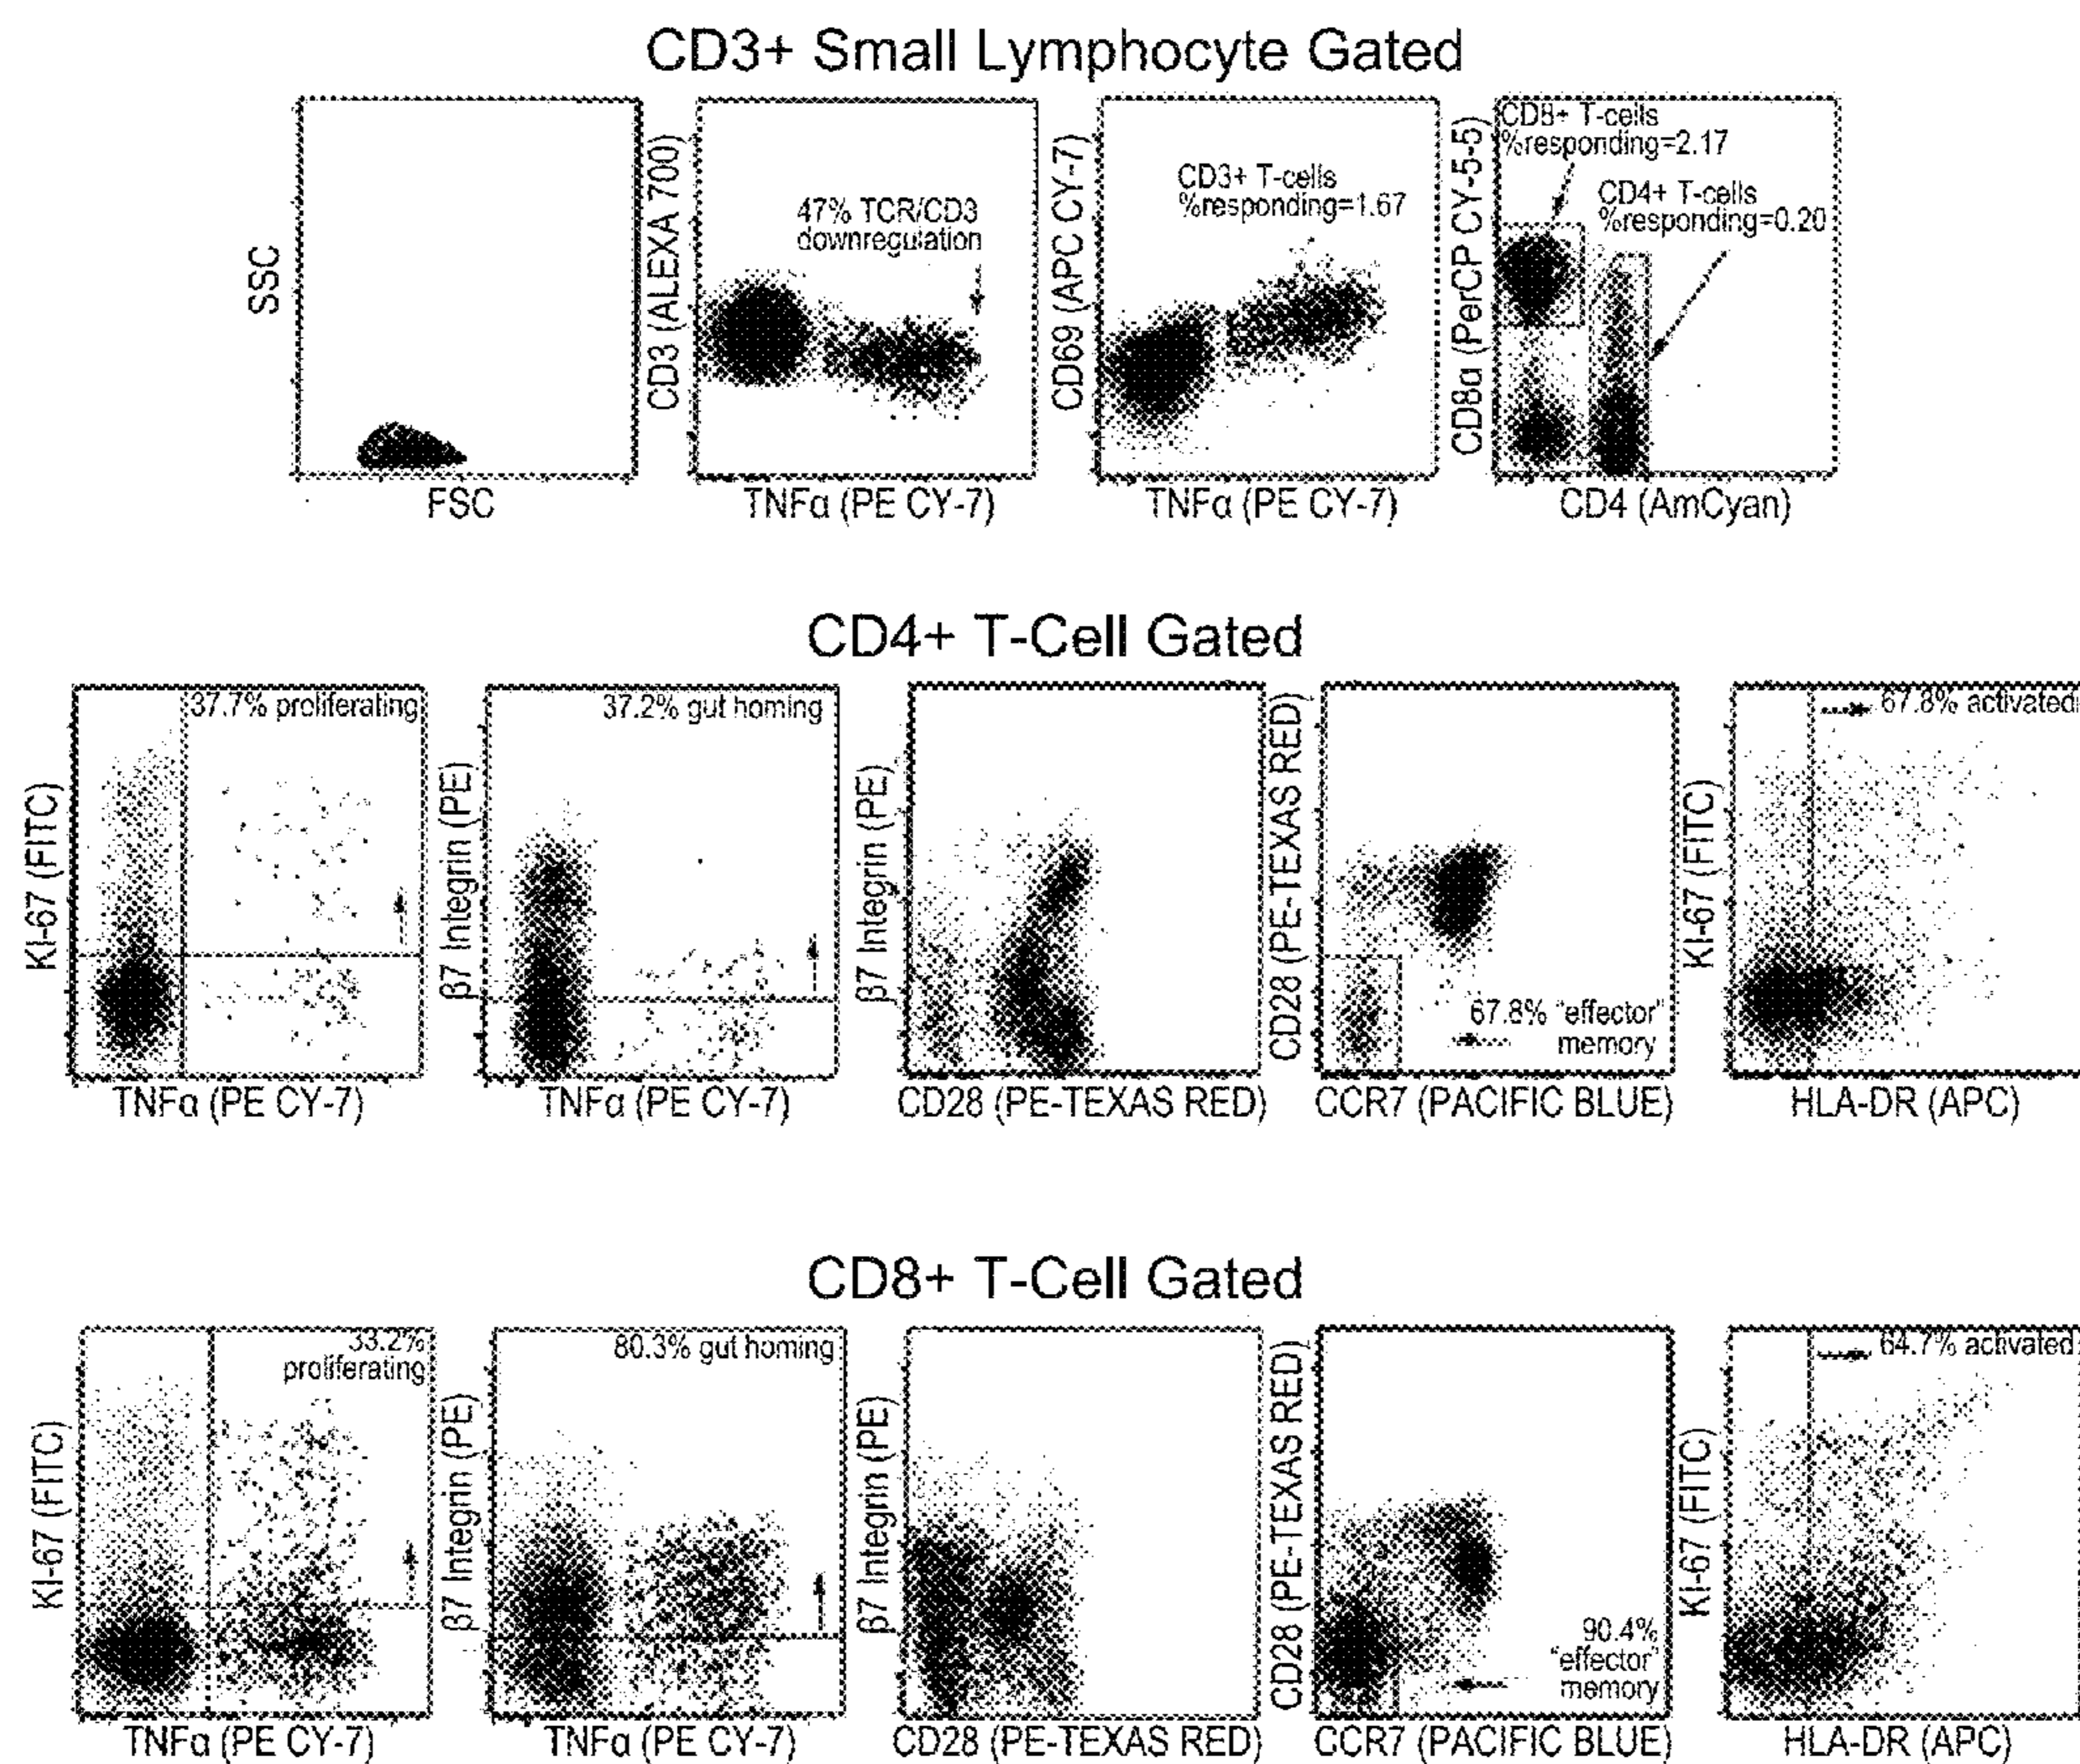 CD3+ Small Lymphocyte Gated
SSC
FSC
CD3 (ALEXA 700)
47% TCR/CD3
downregulation
TNFα (PE CY-7)
CD69 (APC CY-7)
CD3+ T-cells
%responding=1.67
TNFα (PE CY-7)
CD8α (PerCP CY-5-5)
CD8+ T-cells
%responding=2.17
CD4+ T-cells
%responding=0.20
CD4 (AmCyan)
CD4+ T-Cell Gated
KI-67 (FITC)
37.7% proliferating
TNFα (PE CY-7)
β7 Integrin (PE)
37.2% gut homing
TNFα (PE CY-7)
β7 Integrin (PE)
CD28 (PE-TEXAS RED)
CD28 (PE-TEXAS RED)
67.8% "effector"
memory
CCR7 (PACIFIC BLUE)
KI-67 (FITC)
67.8% activated
HLA-DR (APC)
CD8+ T-Cell Gated
KI-67 (FITC)
33.2%
proliferating
TNFα (PE CY-7)
β7 Integrin (PE)
80.3% gut homing
TNFα (PE CY-7)
β7 Integrin (PE)
CD28 (PE-TEXAS RED)
CD28 (PE-TEXAS RED)
90.4%
"effector"
memory
CCR7 (PACIFIC BLUE)
KI-67 (FITC)
64.7% activated
HLA-DR (APC)